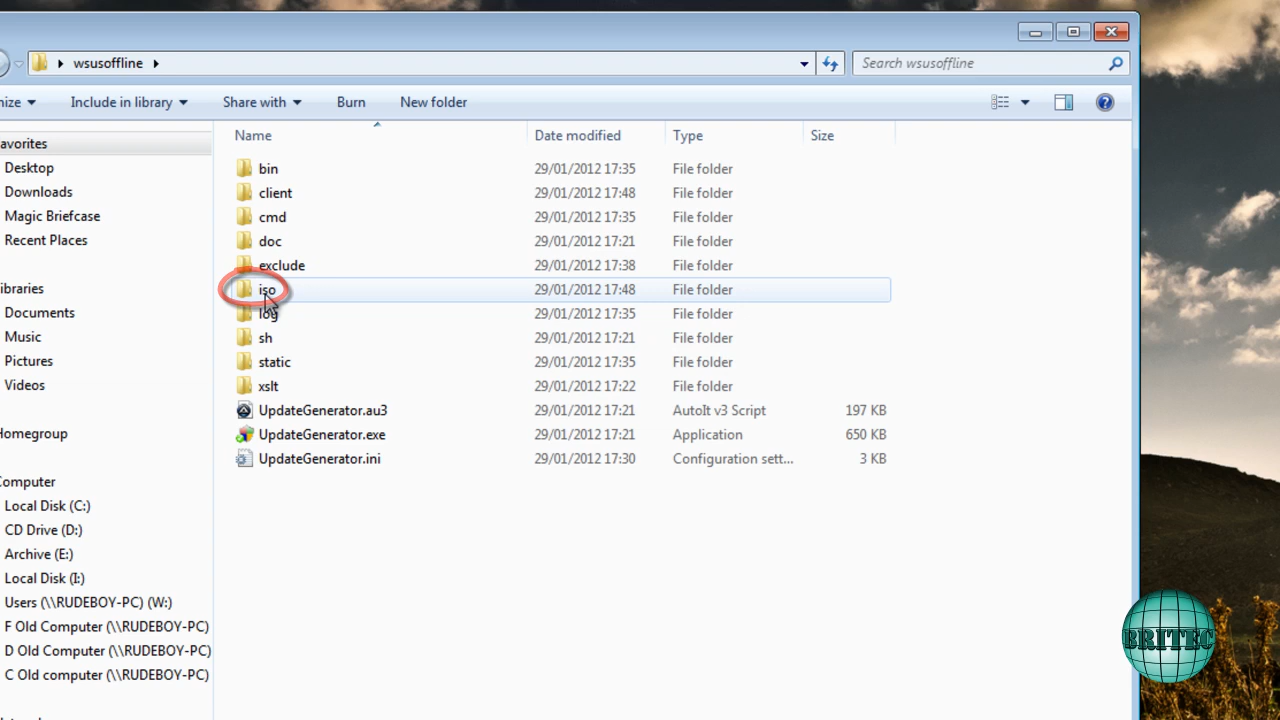 wsusoffline
Search wsusoffline
nize Include in library Share with Burn New folder
Name Date modified Type Size
avorites
Desktop
Downloads
Magic Briefcase
Recent Places
ibraries
Documents
Music
Pictures
Videos
Homegroup
Computer
Local Disk (C:)
CD Drive (D:)
Archive (E:)
Local Disk (I:)
Users (\\RUDEBOY-PC) (W:)
F Old Computer (\\RUDEBOY-PC)
D Old Computer (\\RUDEBOY-PC)
C Old computer (\\RUDEBOY-PC)
bin 29/01/2012 17:35 File folder
client 29/01/2012 17:48 File folder
cmd 29/01/2012 17:35 File folder
doc 29/01/2012 17:21 File folder
exclude 29/01/2012 17:38 File folder
iso 29/01/2012 17:48 File folder
log 29/01/2012 17:35 File folder
sh 29/01/2012 17:21 File folder
static 29/01/2012 17:35 File folder
xslt 29/01/2012 17:22 File folder
UpdateGenerator.au3 29/01/2012 17:21 AutoIt v3 Script 197 KB
UpdateGenerator.exe 29/01/2012 17:21 Application 650 KB
UpdateGenerator.ini 29/01/2012 17:30 Configuration sett... 3 KB
BRITEC